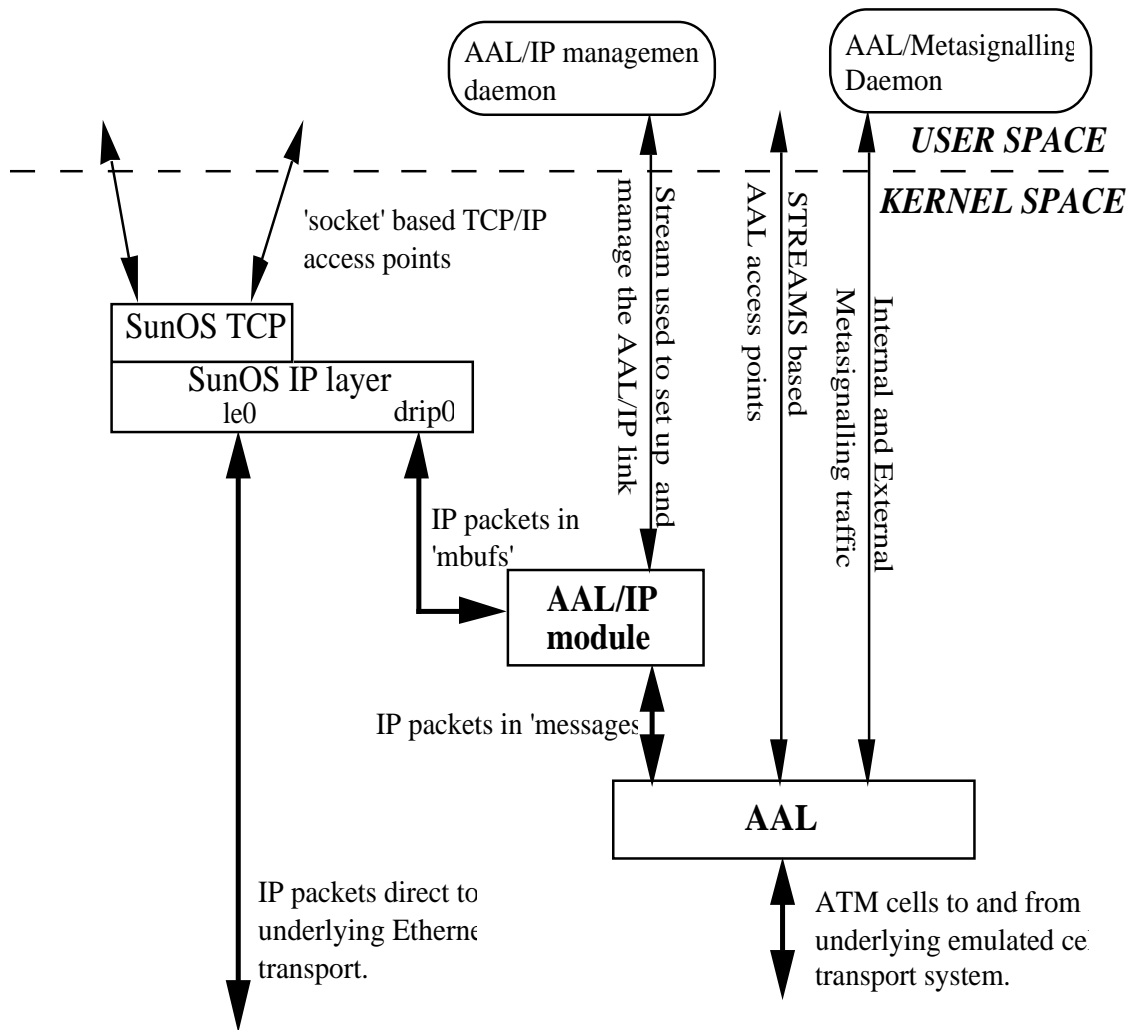 AAL/IP managemen
daemon
AAL/Metasignalling
Daemon
USER SPACE
KERNEL SPACE
'socket' based TCP/IP
access points
Stream used to set up and
manage the AAL/IP link
STREAMS based
AAL access points
Internal and External
Metasignalling traffic
SunOS TCP
SunOS IP layer
le0 drip0
IP packets in
'mbufs'
AAL/IP
module
IP packets in 'messages
AAL
IP packets direct to
underlying Etherne
transport.
ATM cells to and from
underlying emulated ce
transport system.